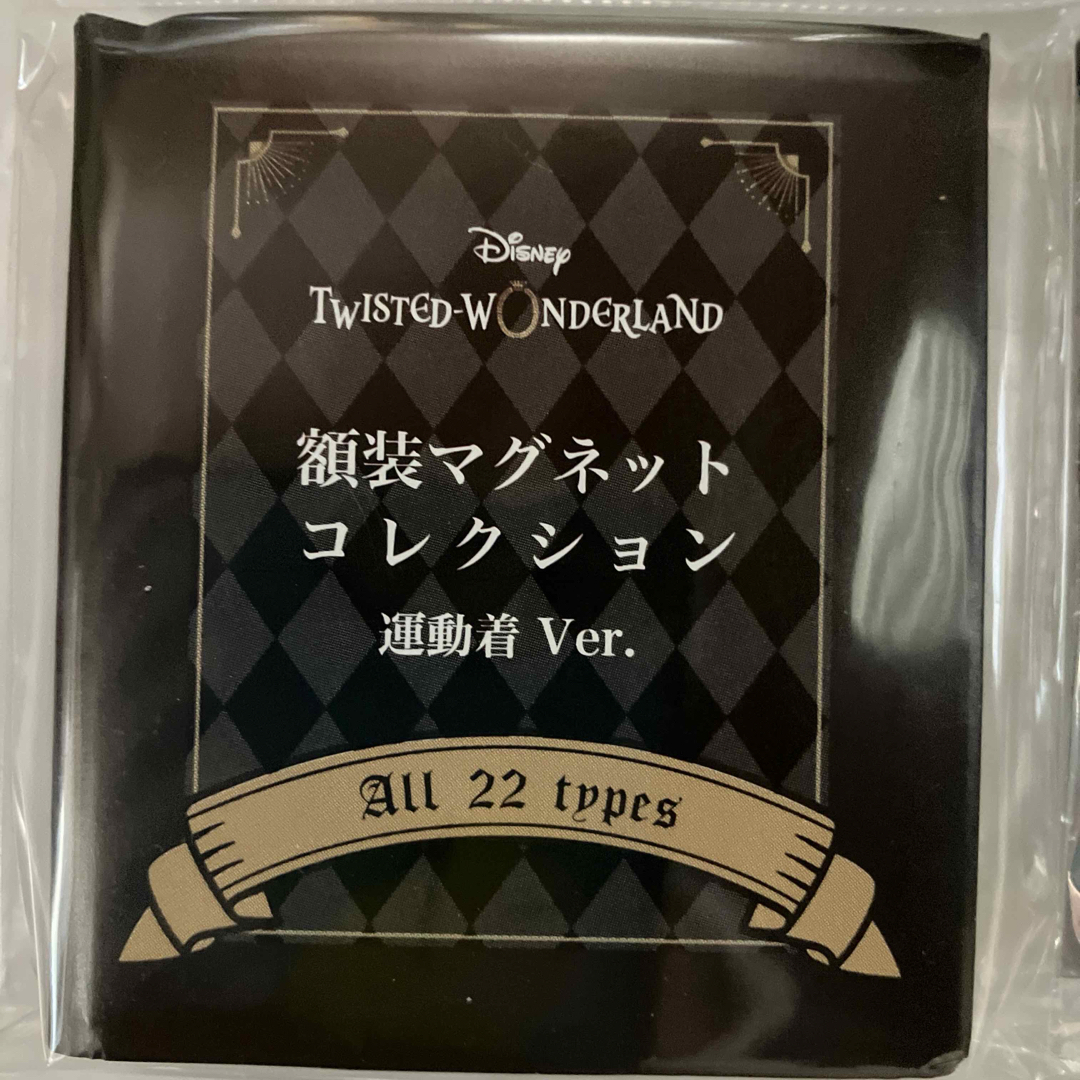 Disney
TWISTED-WONDERLAND
額装マグネット
コレクション
運動着 Ver.
All 22 types